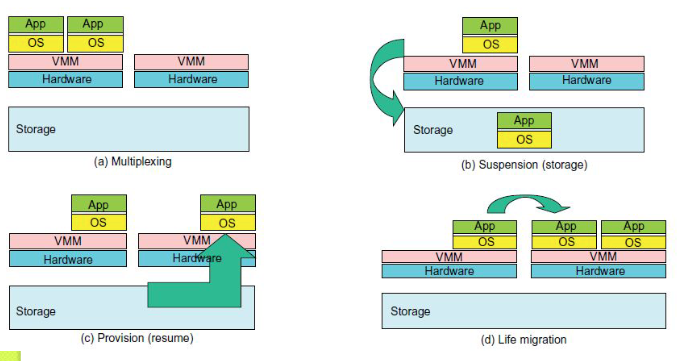 App App
OS OS
VMM VMM
Hardware Hardware
Storage
(a) Multiplexing
App
OS
VMM VMM
Hardware Hardware
Storage
App
OS
(b) Suspension (storage)
App App
OS OS
VMM VMM
Hardware Hardware
Storage
(c) Provision (resume)
App App App
OS OS OS
VMM VMM
Hardware Hardware
Storage
(d) Life migration